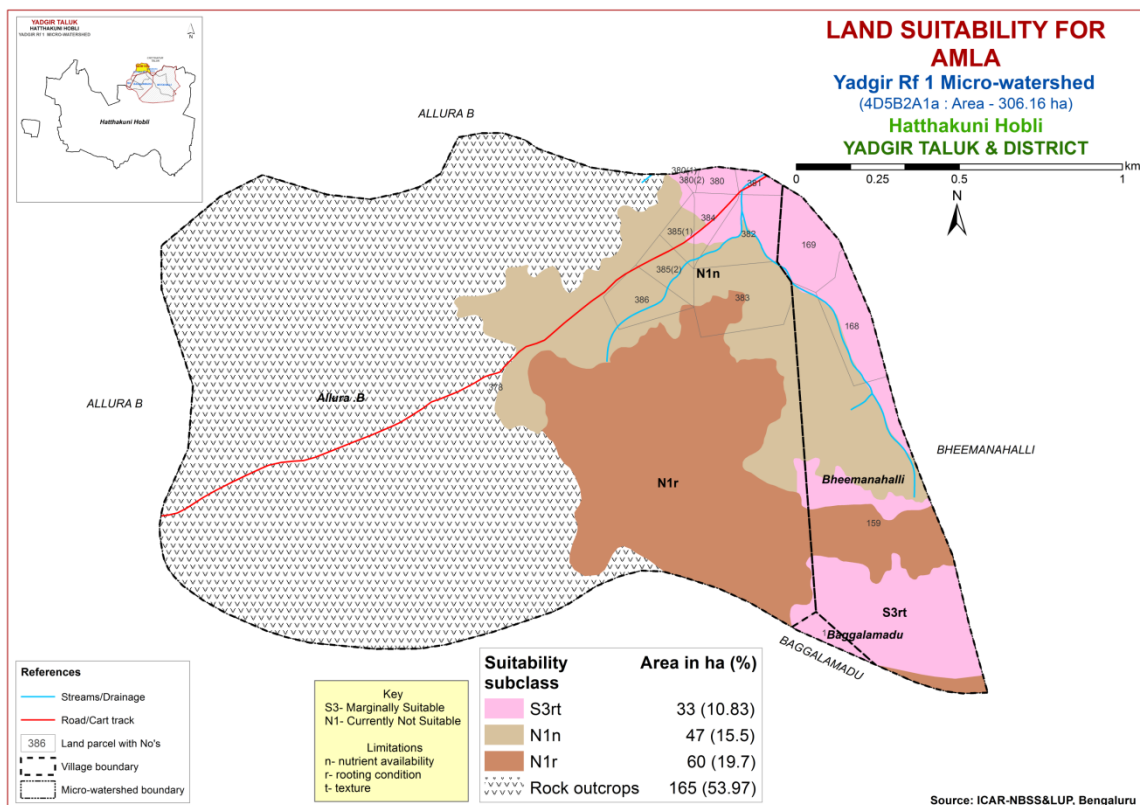 YADGIR TALUK
HATTHAKUNI HOBLI
YADGIR Rf 1 MICRO-WATERSHED
N
Hatthakuni Hobli
LAND SUITABILITY FOR
AMLA
Yadgir Rf 1 Micro-watershed
(4D5B2A1a : Area - 306.16 ha)
Hatthakuni Hobli
YADGIR TALUK & DISTRICT
km
0 0.25 0.5 1
N
ALLURA B
380(1)
380(2)
380
381
384
385(1)
382
169
385(2)
N1n
386
383
168
378
Allura .B
ALLURA B
BHEEMANAHALLI
N1r
Bheemanahalli
159
S3rt
1
Baggalamadu
BAGGALAMADU
References
Streams/Drainage
Road/Cart track
386 Land parcel with No's
Village boundary
Micro-watershed boundary
Key
S3- Marginally Suitable
N1- Currently Not Suitable
Limitations
n- nutrient availability
r- rooting condition
t- texture
Suitability subclass Area in ha (%)
S3rt 33 (10.83)
N1n 47 (15.5)
N1r 60 (19.7)
Rock outcrops 165 (53.97)
Source: ICAR-NBSS&LUP, Bengaluru